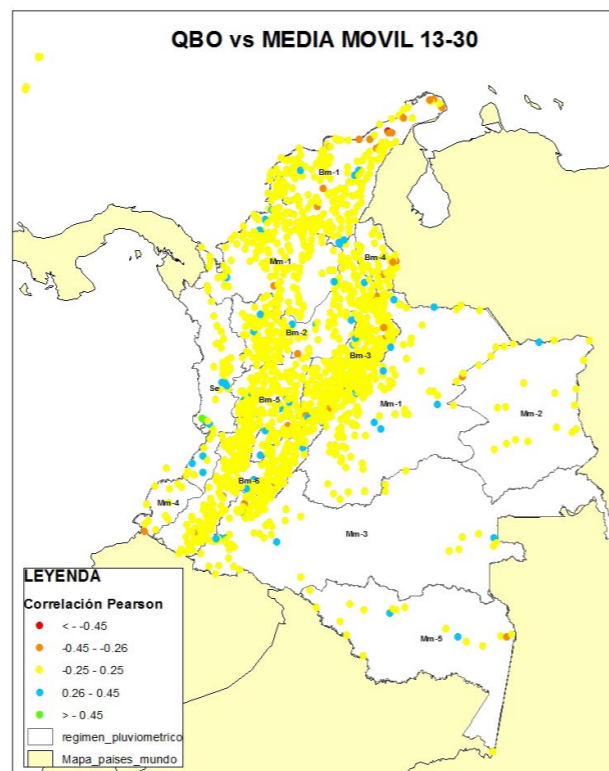 QBO vs MEDIA MOVIL 13-30
Bm-1
Mm-1
Bm-4
Bm-2
Bm-3
Se
Bm-5
Mm-1
Mm-2
Bm-6
Mm-4
Mm-3
Mm-5
LEYENDA
Correlación Pearson
< - -0.45
-0.45 - -0.26
-0.25 - 0.25
0.26 - 0.45
> - 0.45
regimen_pluviometrico
Mapa_paises_mundo